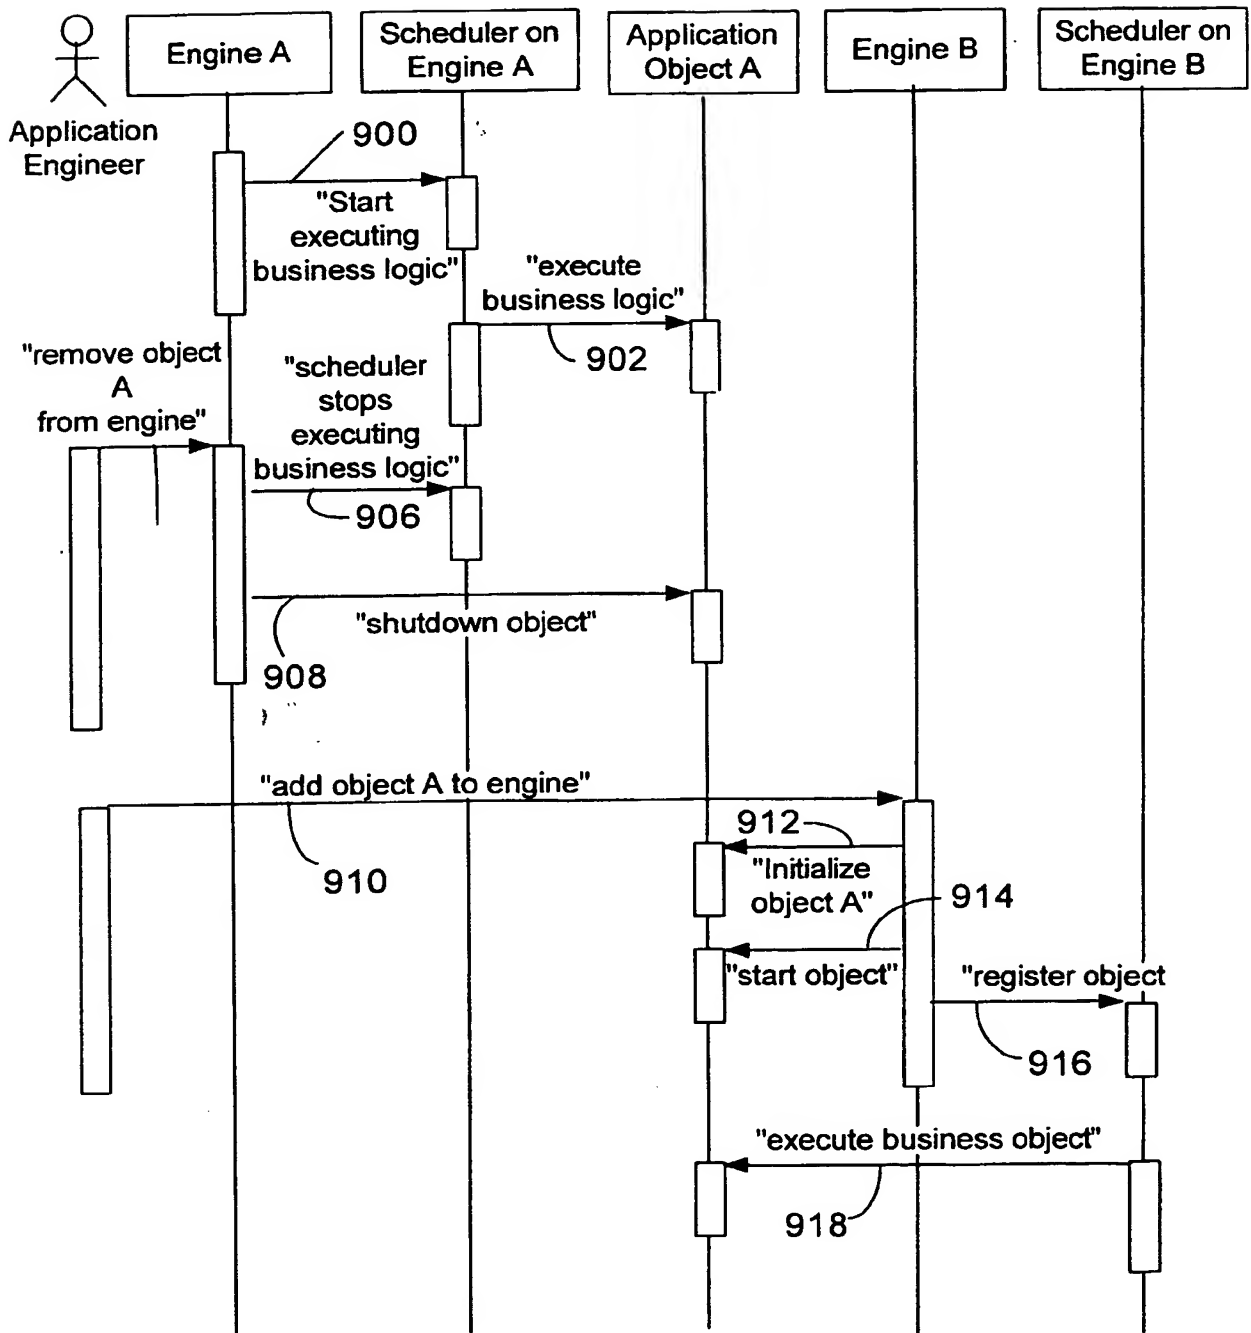 Engine A
Scheduler on
Engine A
Application
Object A
Engine B
Scheduler on
Engine B
Application
Engineer
900
"Start
executing
business logic"
"execute
business logic"
902
"remove object
A
from engine"
"scheduler
stops
executing
business logic"
906
"shutdown object"
908
"add object A to engine"
910
912
"Initialize
object A"
914
"start object"
"register object
916
"execute business object"
918